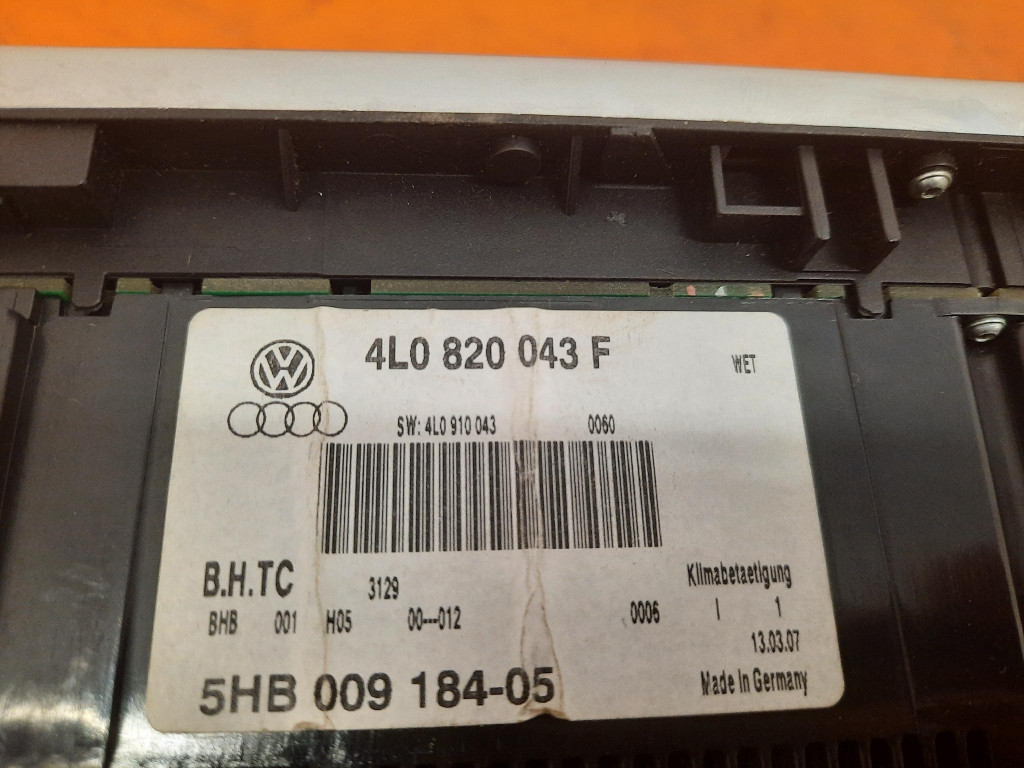 4L0 820 043 F
WET
SW: 4L0 910 043 0060
B.H.TC 3129 Klimabetaetigung
BHB 001 H05 00---012 0006 I 1
13.03.07
5HB 009 184-05 Made In Germany